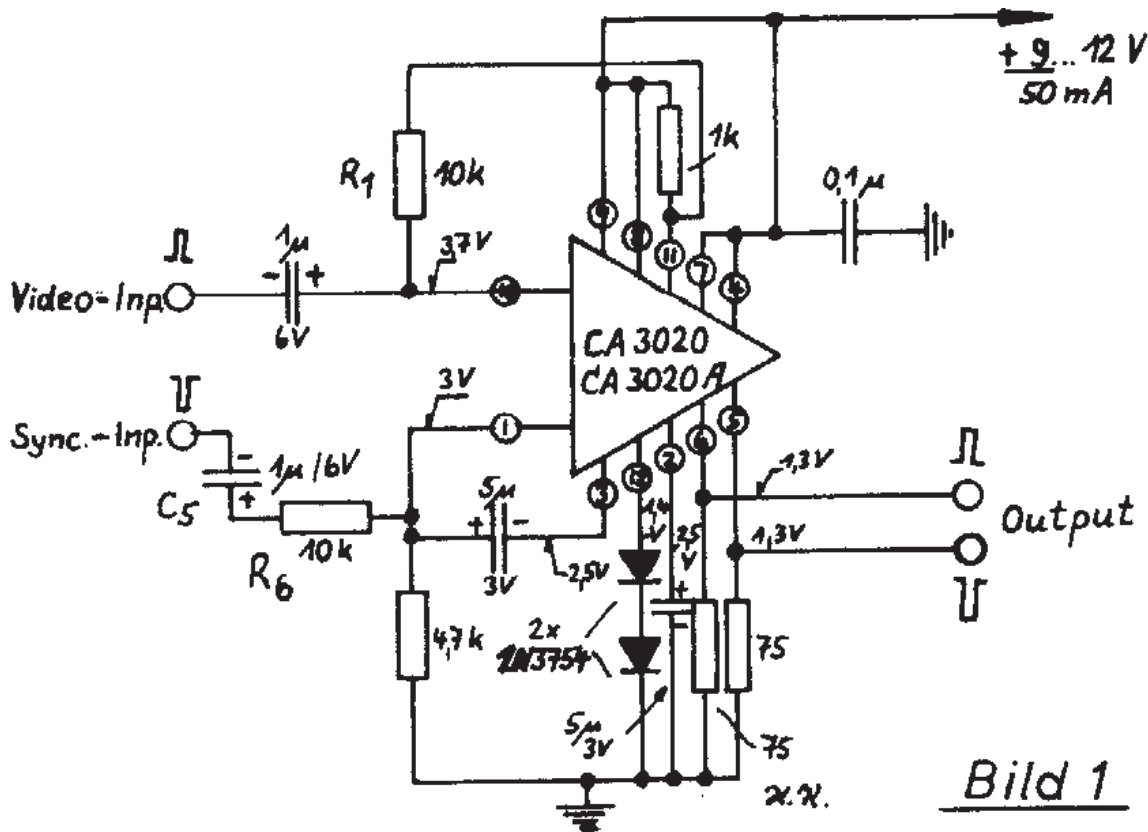 + 9... 12 V
50 mA
1k
R1
10k
0,1 µ
1µ
- +
6V
3,7V
9
8
11
7
4
Video-Inp.
CA 3020
CA 3020 A
3V
1
Sync.-Inp.
-
+
1µ/6V
C5
10k
R6
5µ
+ -
3V
2,5V
3
12
2
6
5
1,4
V
2,5
V
1,3V
1,3V
Output
4,7k
2x
1N3754
+
-
5µ
3V
75
75
Bild 1